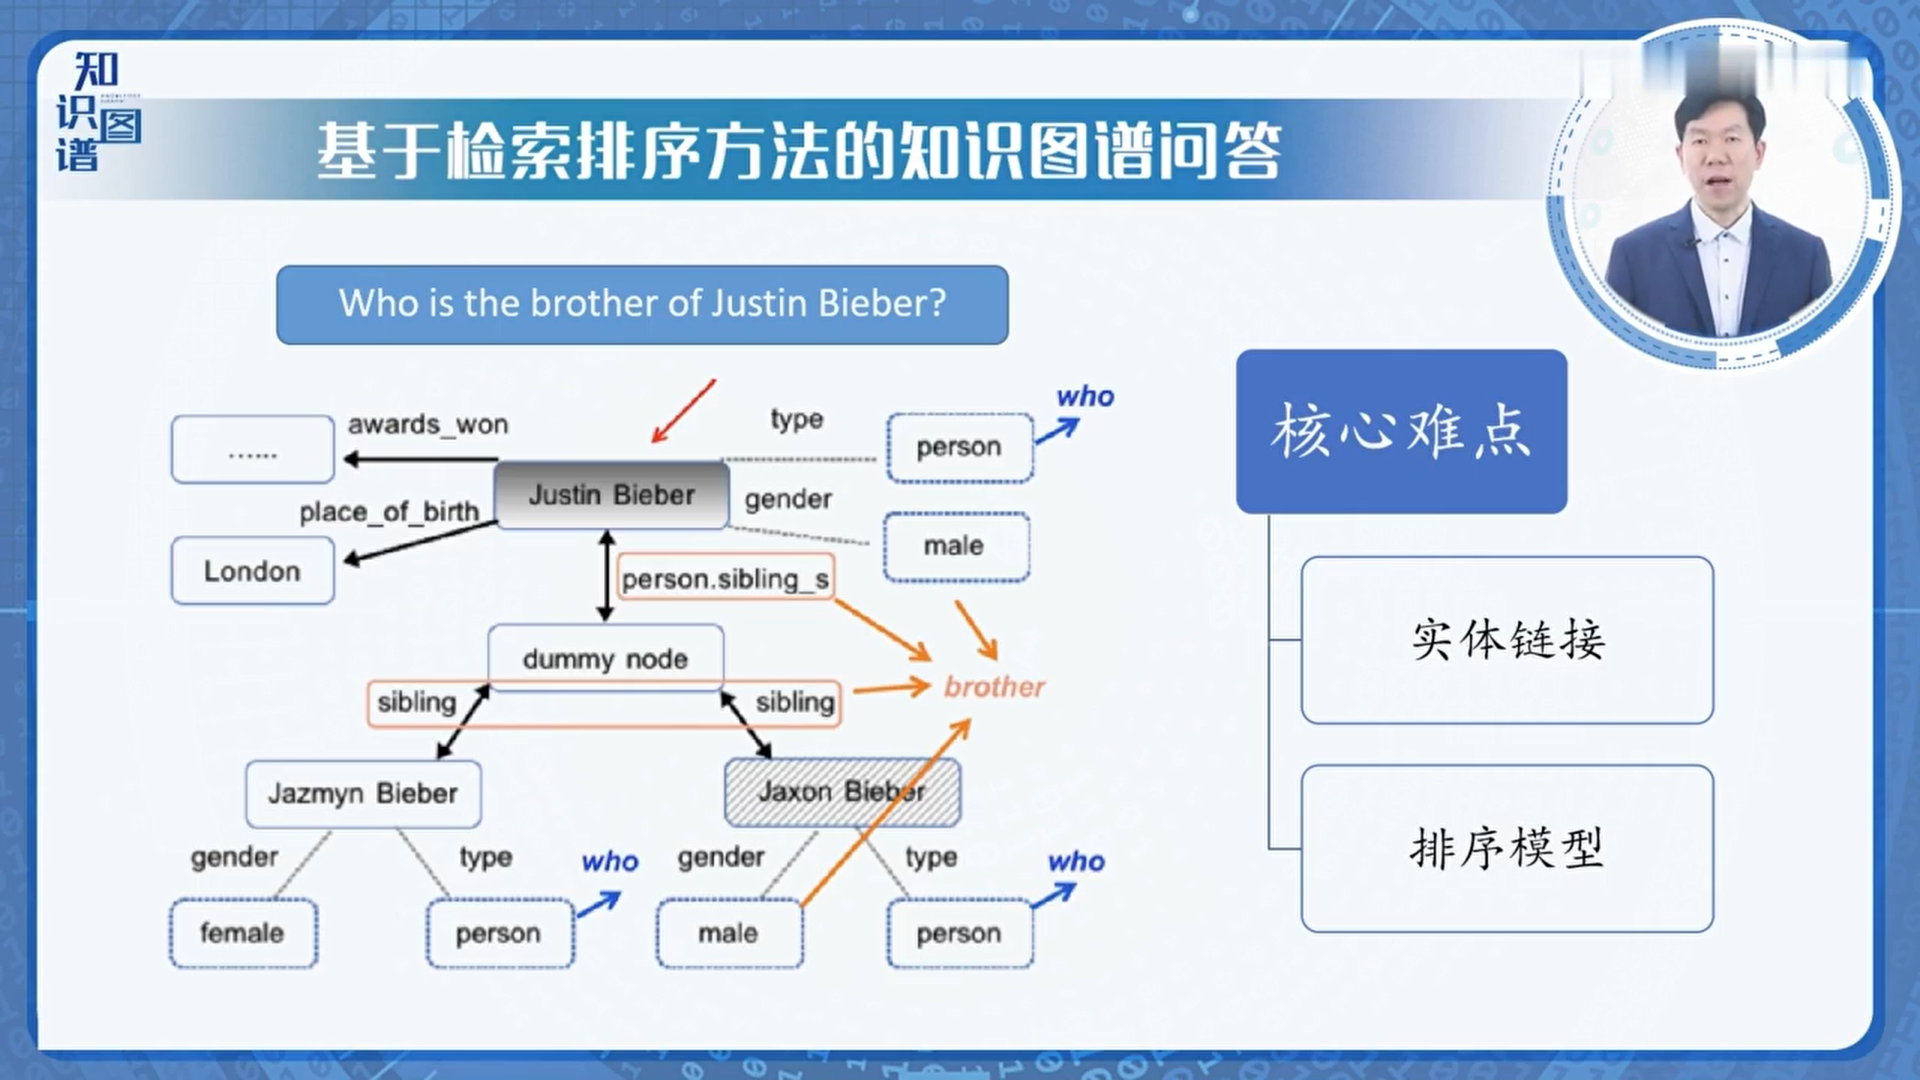 知识图谱
基于检索排序方法的知识图谱问答
Who is the brother of Justin Bieber?
awards_won
type
person
who
......
Justin Bieber
gender
place_of_birth
male
London
person.sibling_s
dummy node
sibling
sibling
brother
Jazmyn Bieber
Jaxon Bieber
gender
type
who
gender
type
who
female
person
male
person
核心难点
实体链接
排序模型